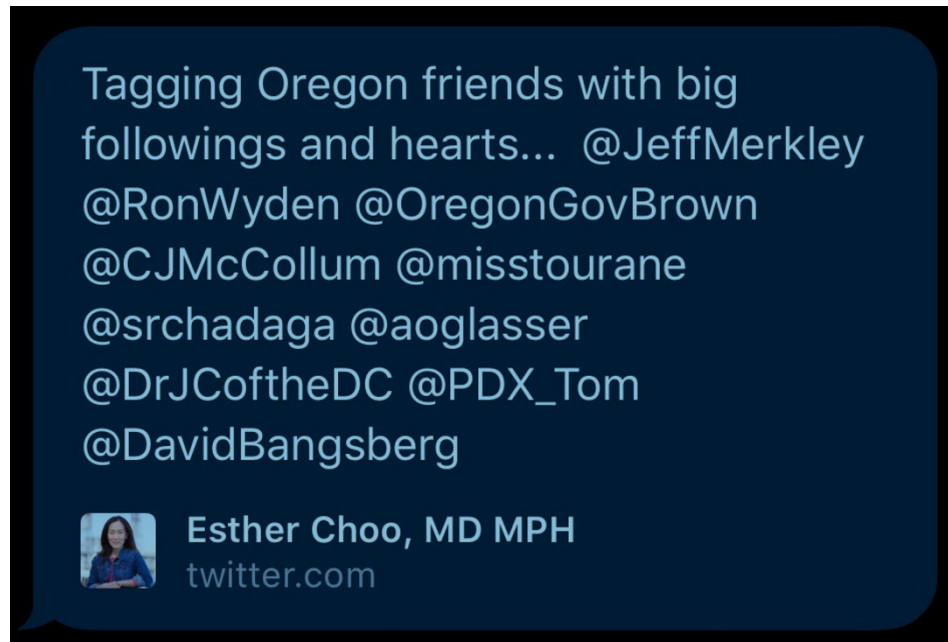 Tagging Oregon friends with big
followings and hearts... @JeffMerkley
@RonWyden @OregonGovBrown
@CJMcCollum @misstourane
@srchadaga @aoglasser
@DrJCoftheDC @PDX_Tom
@DavidBangsberg
Esther Choo, MD MPH
twitter.com